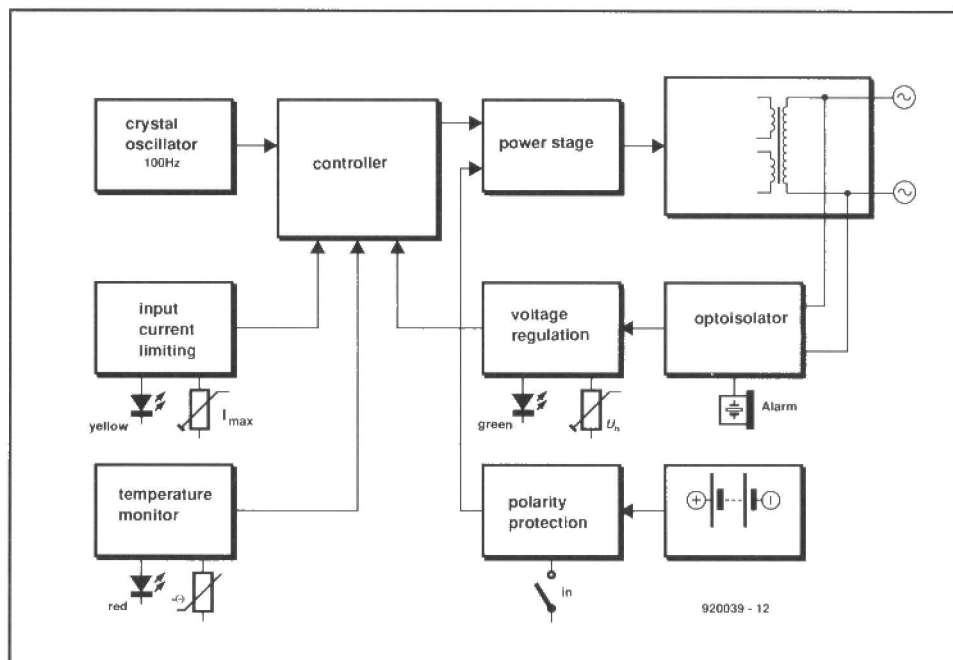 crystal
oscillator
100Hz
controller
power stage
input
current
limiting
voltage
regulation
optoisolator
yellow
I max
green
Un
Alarm
temperature
monitor
polarity
protection
red
-Θ
in
920039 - 12